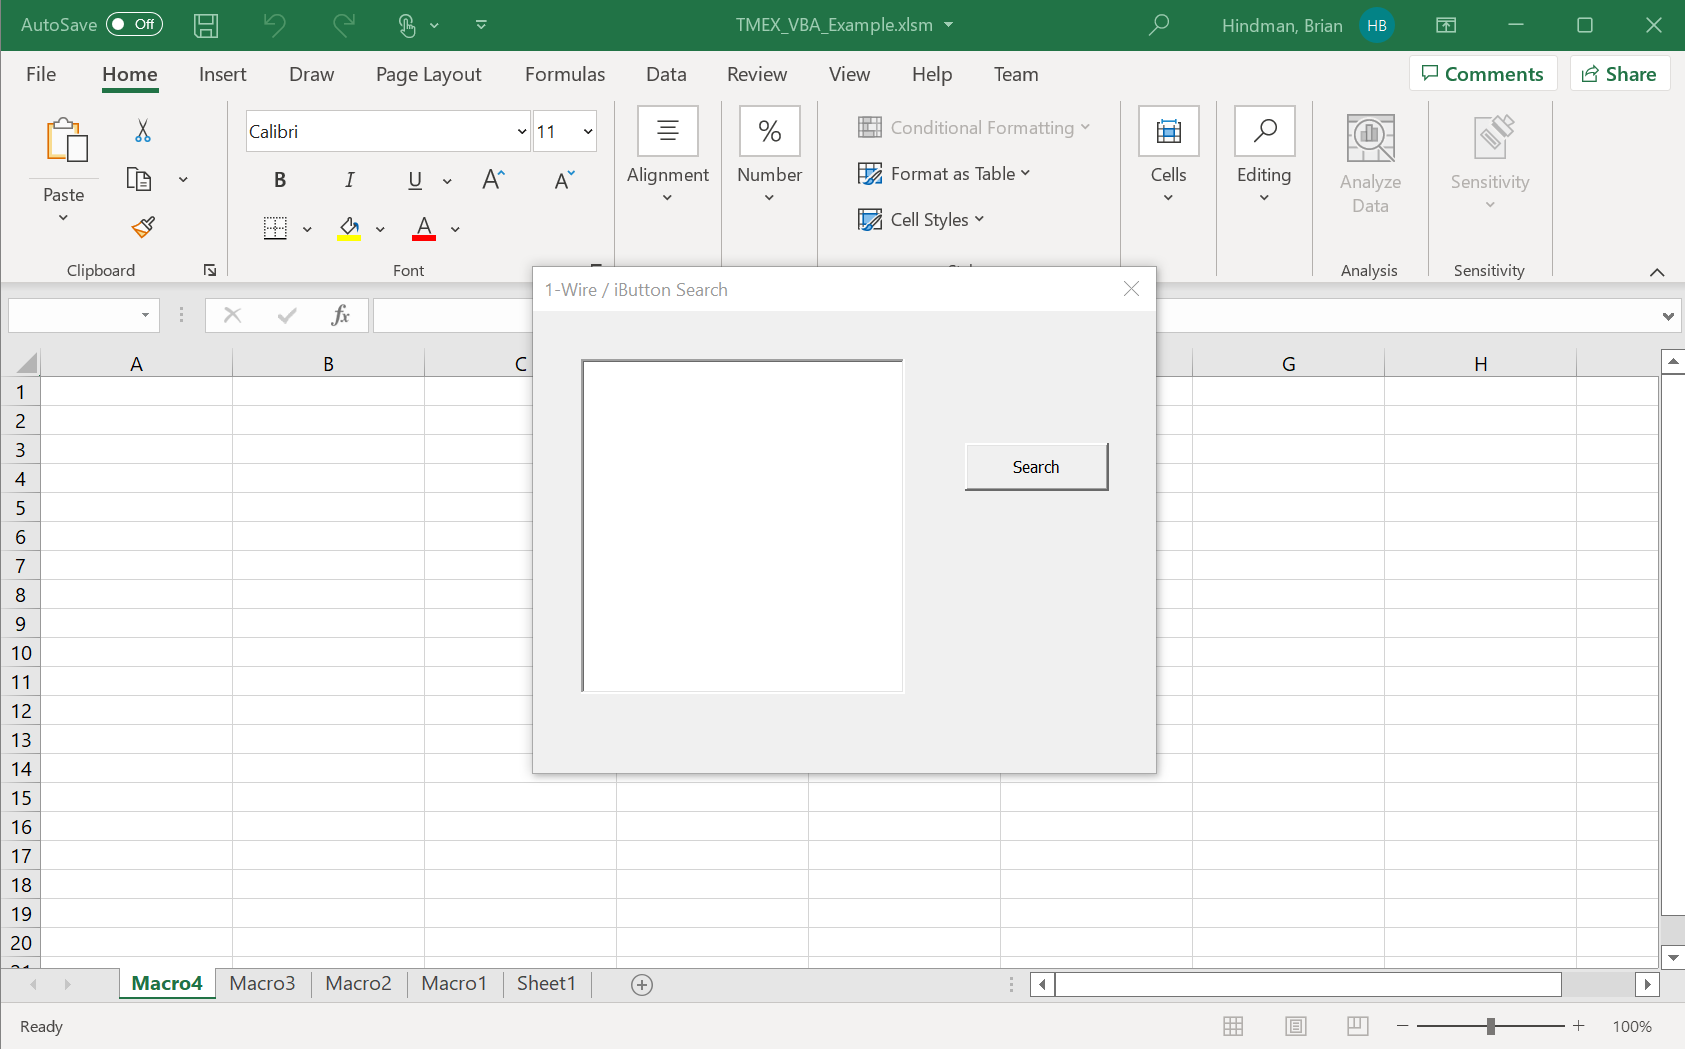 AutoSave Off TMEX_VBA_Example.xlsm Hindman, Brian HB
File Home Insert Draw Page Layout Formulas Data Review View Help Team Comments Share
Calibri 11
Conditional Formatting
Format as Table
Cell Styles
Paste
B I U A A
A
Alignment
%
Number
Cells
Editing
Analyze
Data
Sensitivity
Clipboard Font Analysis Sensitivity
fx
1-Wire / iButton Search
Search
A B C G H
1
2
3
4
5
6
7
8
9
10
11
12
13
14
15
16
17
18
19
20
Macro4 Macro3 Macro2 Macro1 Sheet1
Ready 100%